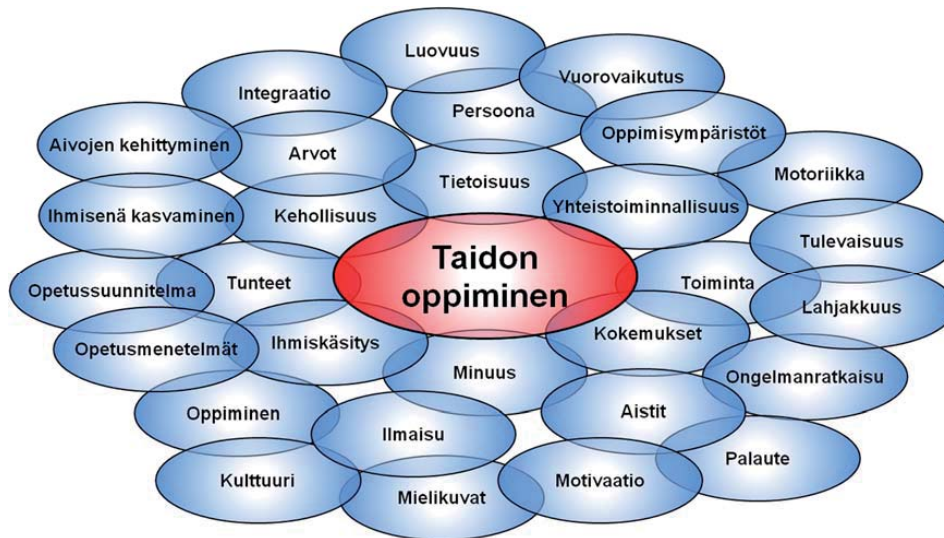 Luovuus
Vuorovaikutus
Integraatio
Persoona
Oppimisympäristöt
Aivojen kehittyminen
Arvot
Tietoisuus
Motoriikka
Ihmisenä kasvaminen
Kehollisuus
Yhteistoiminnallisuus
Tulevaisuus
Taidon
oppiminen
Opetussuunnitelma
Tunteet
Toiminta
Lahjakkuus
Opetusmenetelmät
Ihmiskäsitys
Kokemukset
Minuus
Ongelmanratkaisu
Oppiminen
Ilmaisu
Aistit
Palaute
Kulttuuri
Mielikuvat
Motivaatio